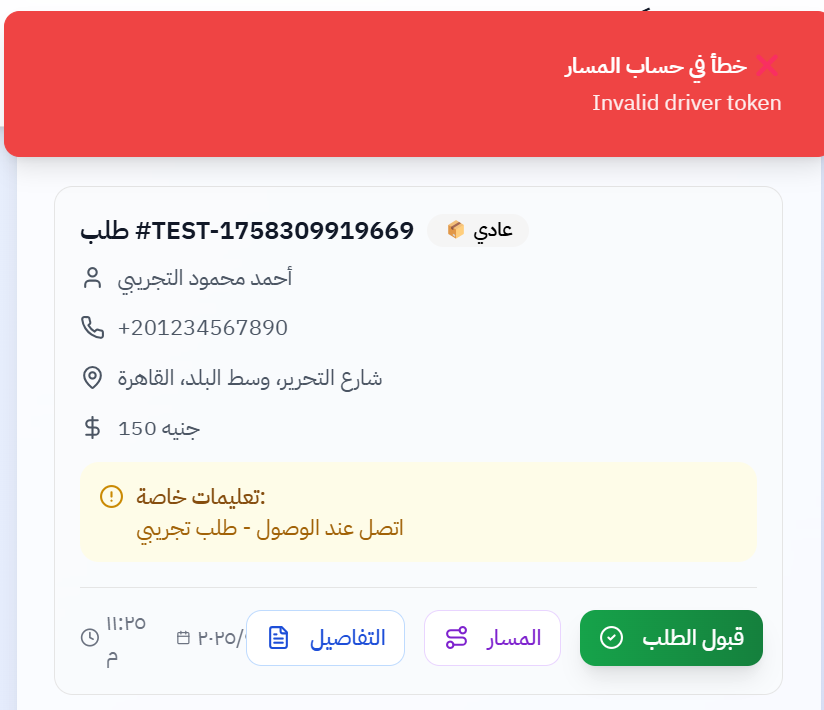 ❌ خطأ في حساب المسار
Invalid driver token
طلب #TEST-1758309919669
📦 عادي
أحمد محمود التجريبي
+201234567890
شارع التحرير، وسط البلد، القاهرة
150 جنيه
تعليمات خاصة:
اتصل عند الوصول - طلب تجريبي
١١:٢٥
م
٢٠٢٥/
التفاصيل
المسار
قبول الطلب